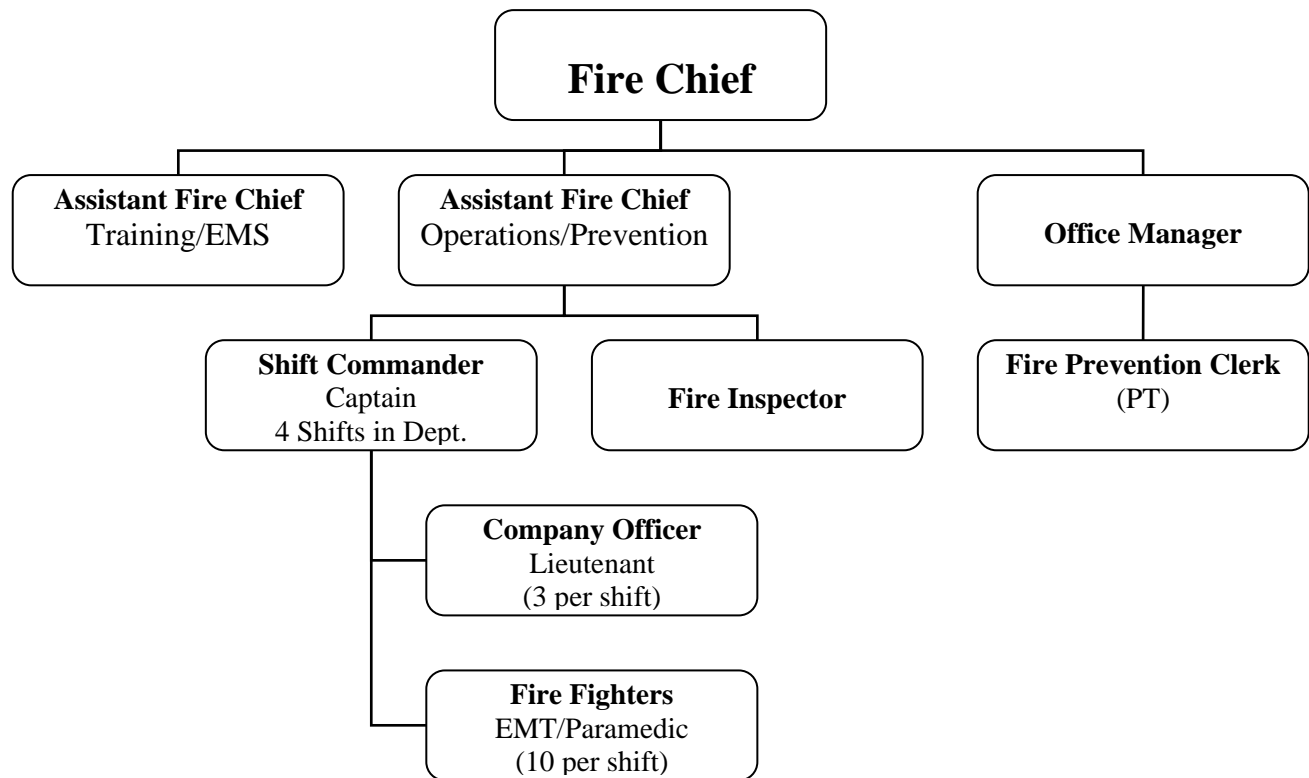 Fire Chief
Assistant Fire Chief
Training/EMS
Assistant Fire Chief
Operations/Prevention
Office Manager
Shift Commander
Captain
4 Shifts in Dept.
Fire Inspector
Fire Prevention Clerk
(PT)
Company Officer
Lieutenant
(3 per shift)
Fire Fighters
EMT/Paramedic
(10 per shift)